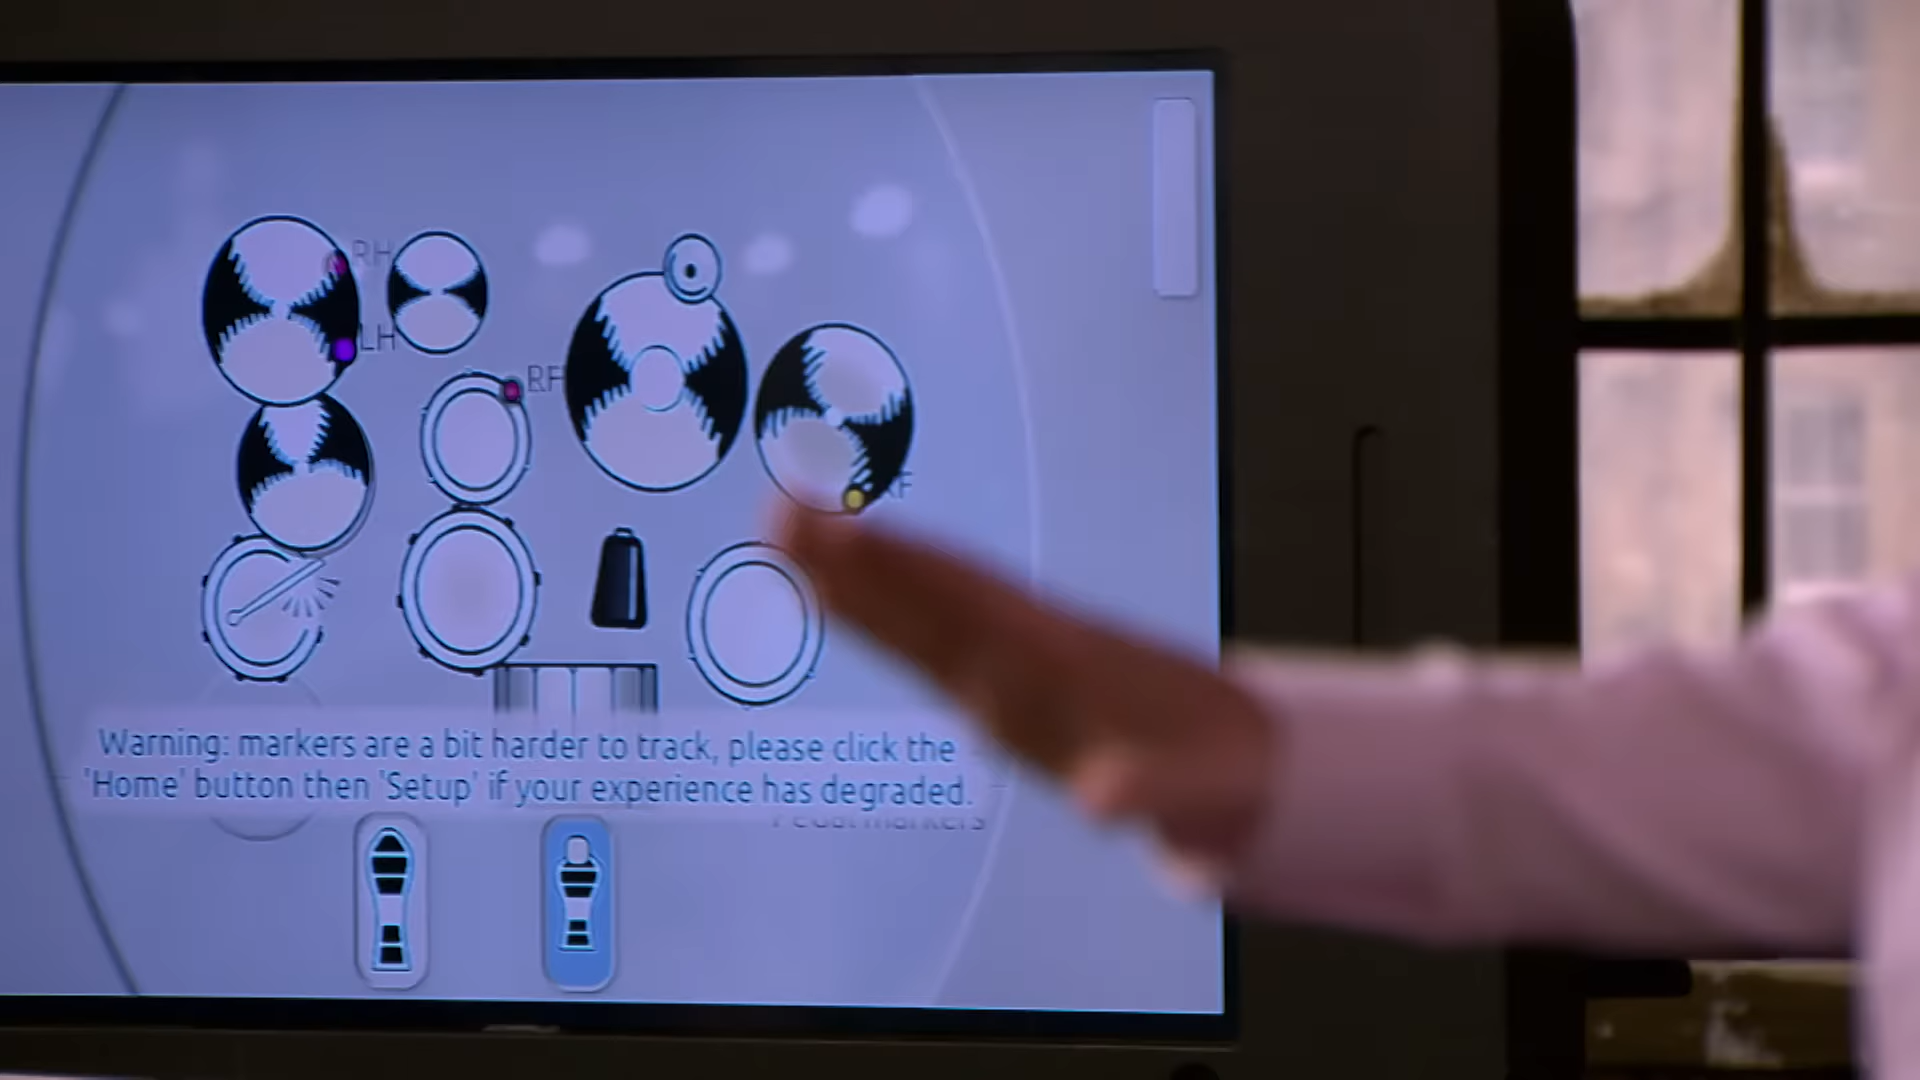 RH
LH
RF
Warning: markers are a bit harder to track, please click the
'Home' button then 'Setup' if your experience has degraded.